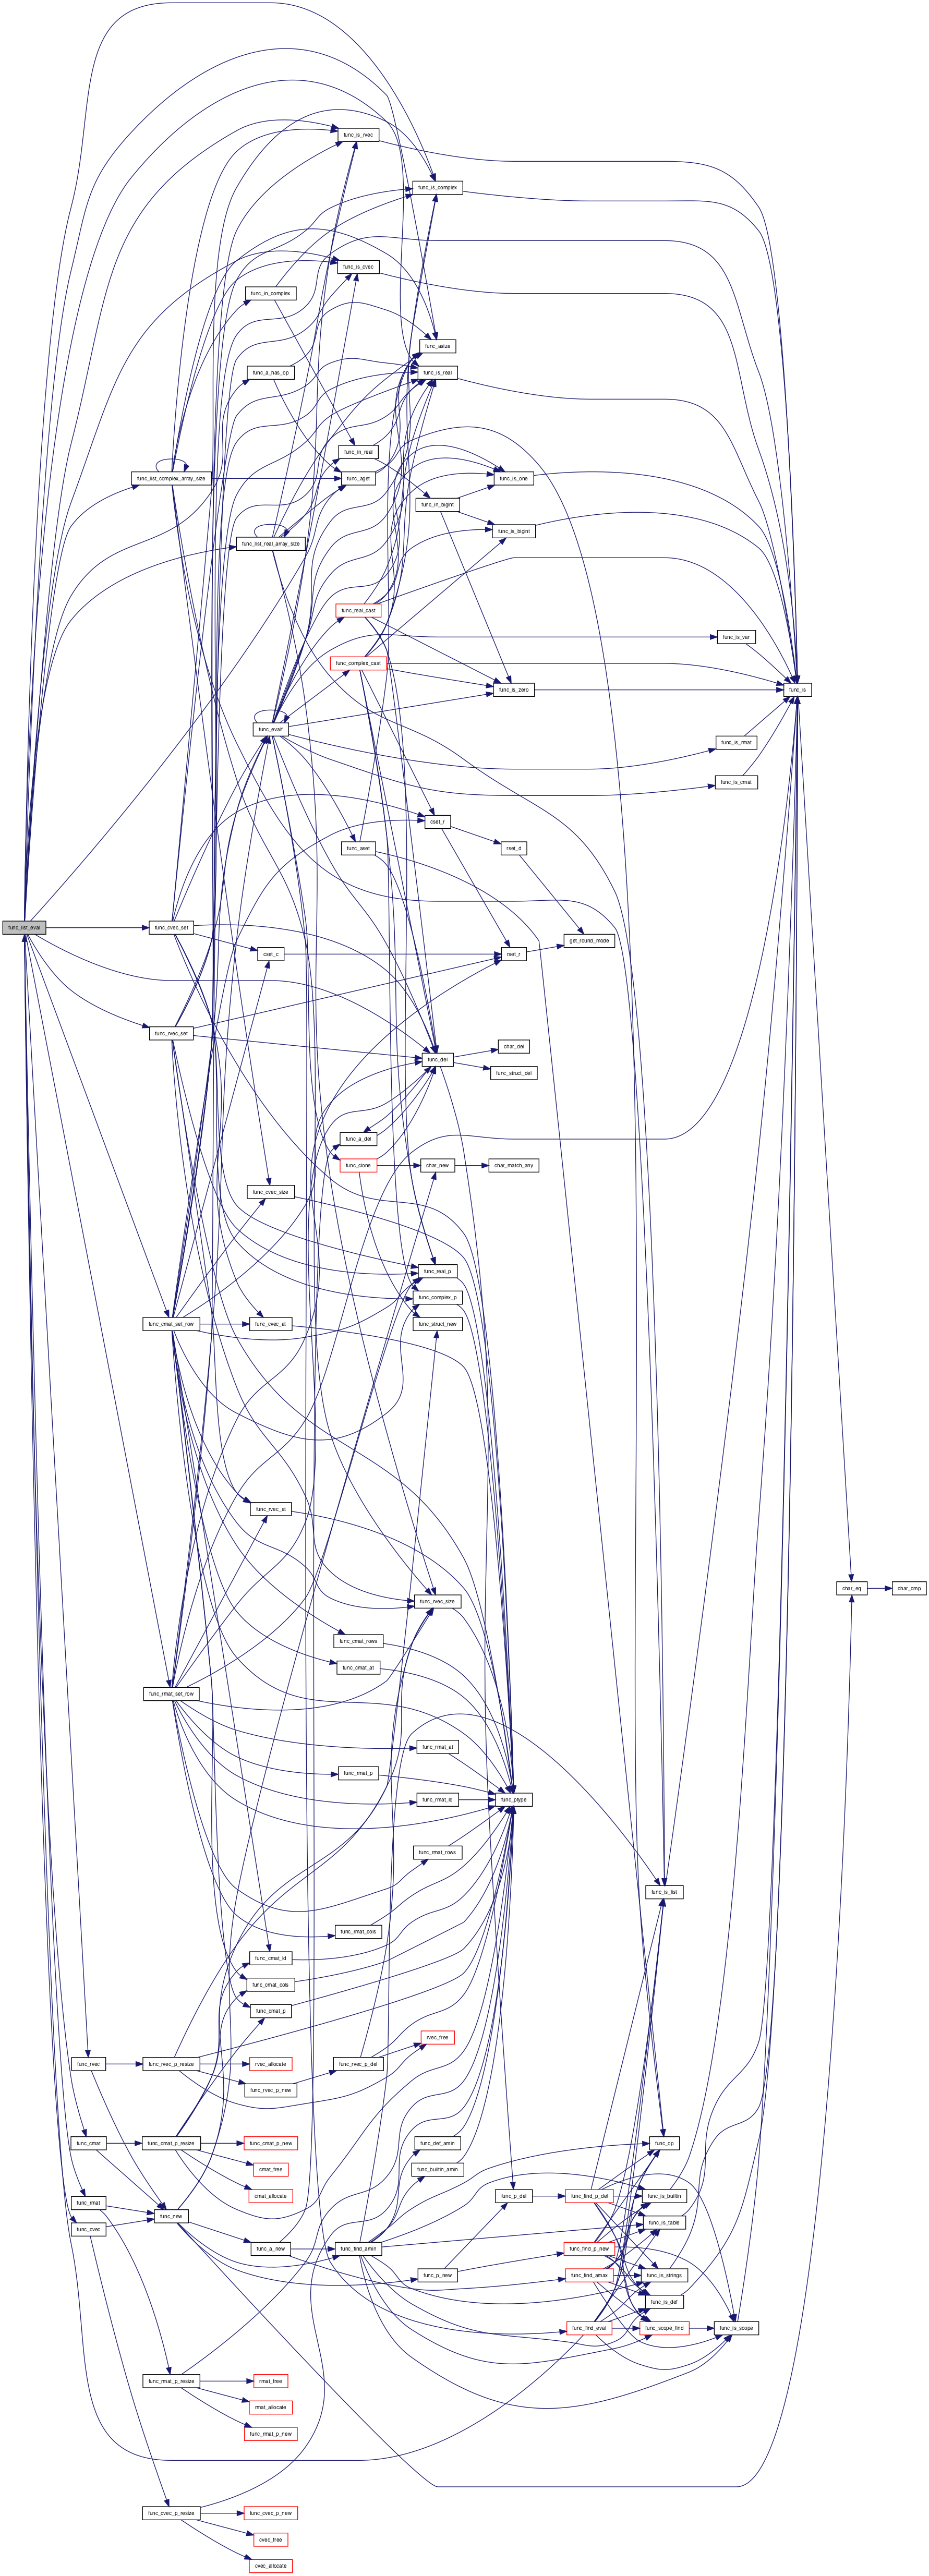 func_is_rvec
func_is_complex
func_is_cvec
func_in_complex
func_asize
func_a_has_op
func_is_real
func_in_real
func_list_complex_array_size
func_aget
func_is_one
func_in_bigint
func_is_bigint
func_list_real_array_size
func_real_cast
func_is_var
func_complex_cast
func_is_zero
func_is
func_evalf
func_is_rmat
func_is_cmat
cset_r
func_aset
rset_d
func_list_eval
func_cvec_set
get_round_mode
cset_c
rset_r
func_rvec_set
char_del
func_del
func_struct_del
func_a_del
func_clone
char_new
char_match_any
func_cvec_size
func_real_p
func_complex_p
func_cmat_set_row
func_cvec_at
func_struct_new
func_rvec_at
char_eq
char_cmp
func_rvec_size
func_cmat_rows
func_cmat_at
func_rmat_set_row
func_rmat_at
func_rmat_p
func_rmat_ld
func_ptype
func_rmat_rows
func_is_list
func_rmat_cols
func_cmat_ld
func_cmat_cols
func_cmat_p
rvec_free
func_rvec
func_rvec_p_resize
rvec_allocate
func_rvec_p_del
func_rvec_p_new
func_cmat
func_cmat_p_resize
func_cmat_p_new
func_def_amin
func_op
cmat_free
func_builtin_amin
cmat_allocate
func_p_del
func_find_p_del
func_is_builtin
func_rmat
func_new
func_is_table
func_cvec
func_a_new
func_find_amin
func_find_p_new
func_p_new
func_find_amax
func_is_strings
func_is_def
func_find_eval
func_scope_find
func_is_scope
func_rmat_p_resize
rmat_free
rmat_allocate
func_rmat_p_new
func_cvec_p_resize
func_cvec_p_new
cvec_free
cvec_allocate